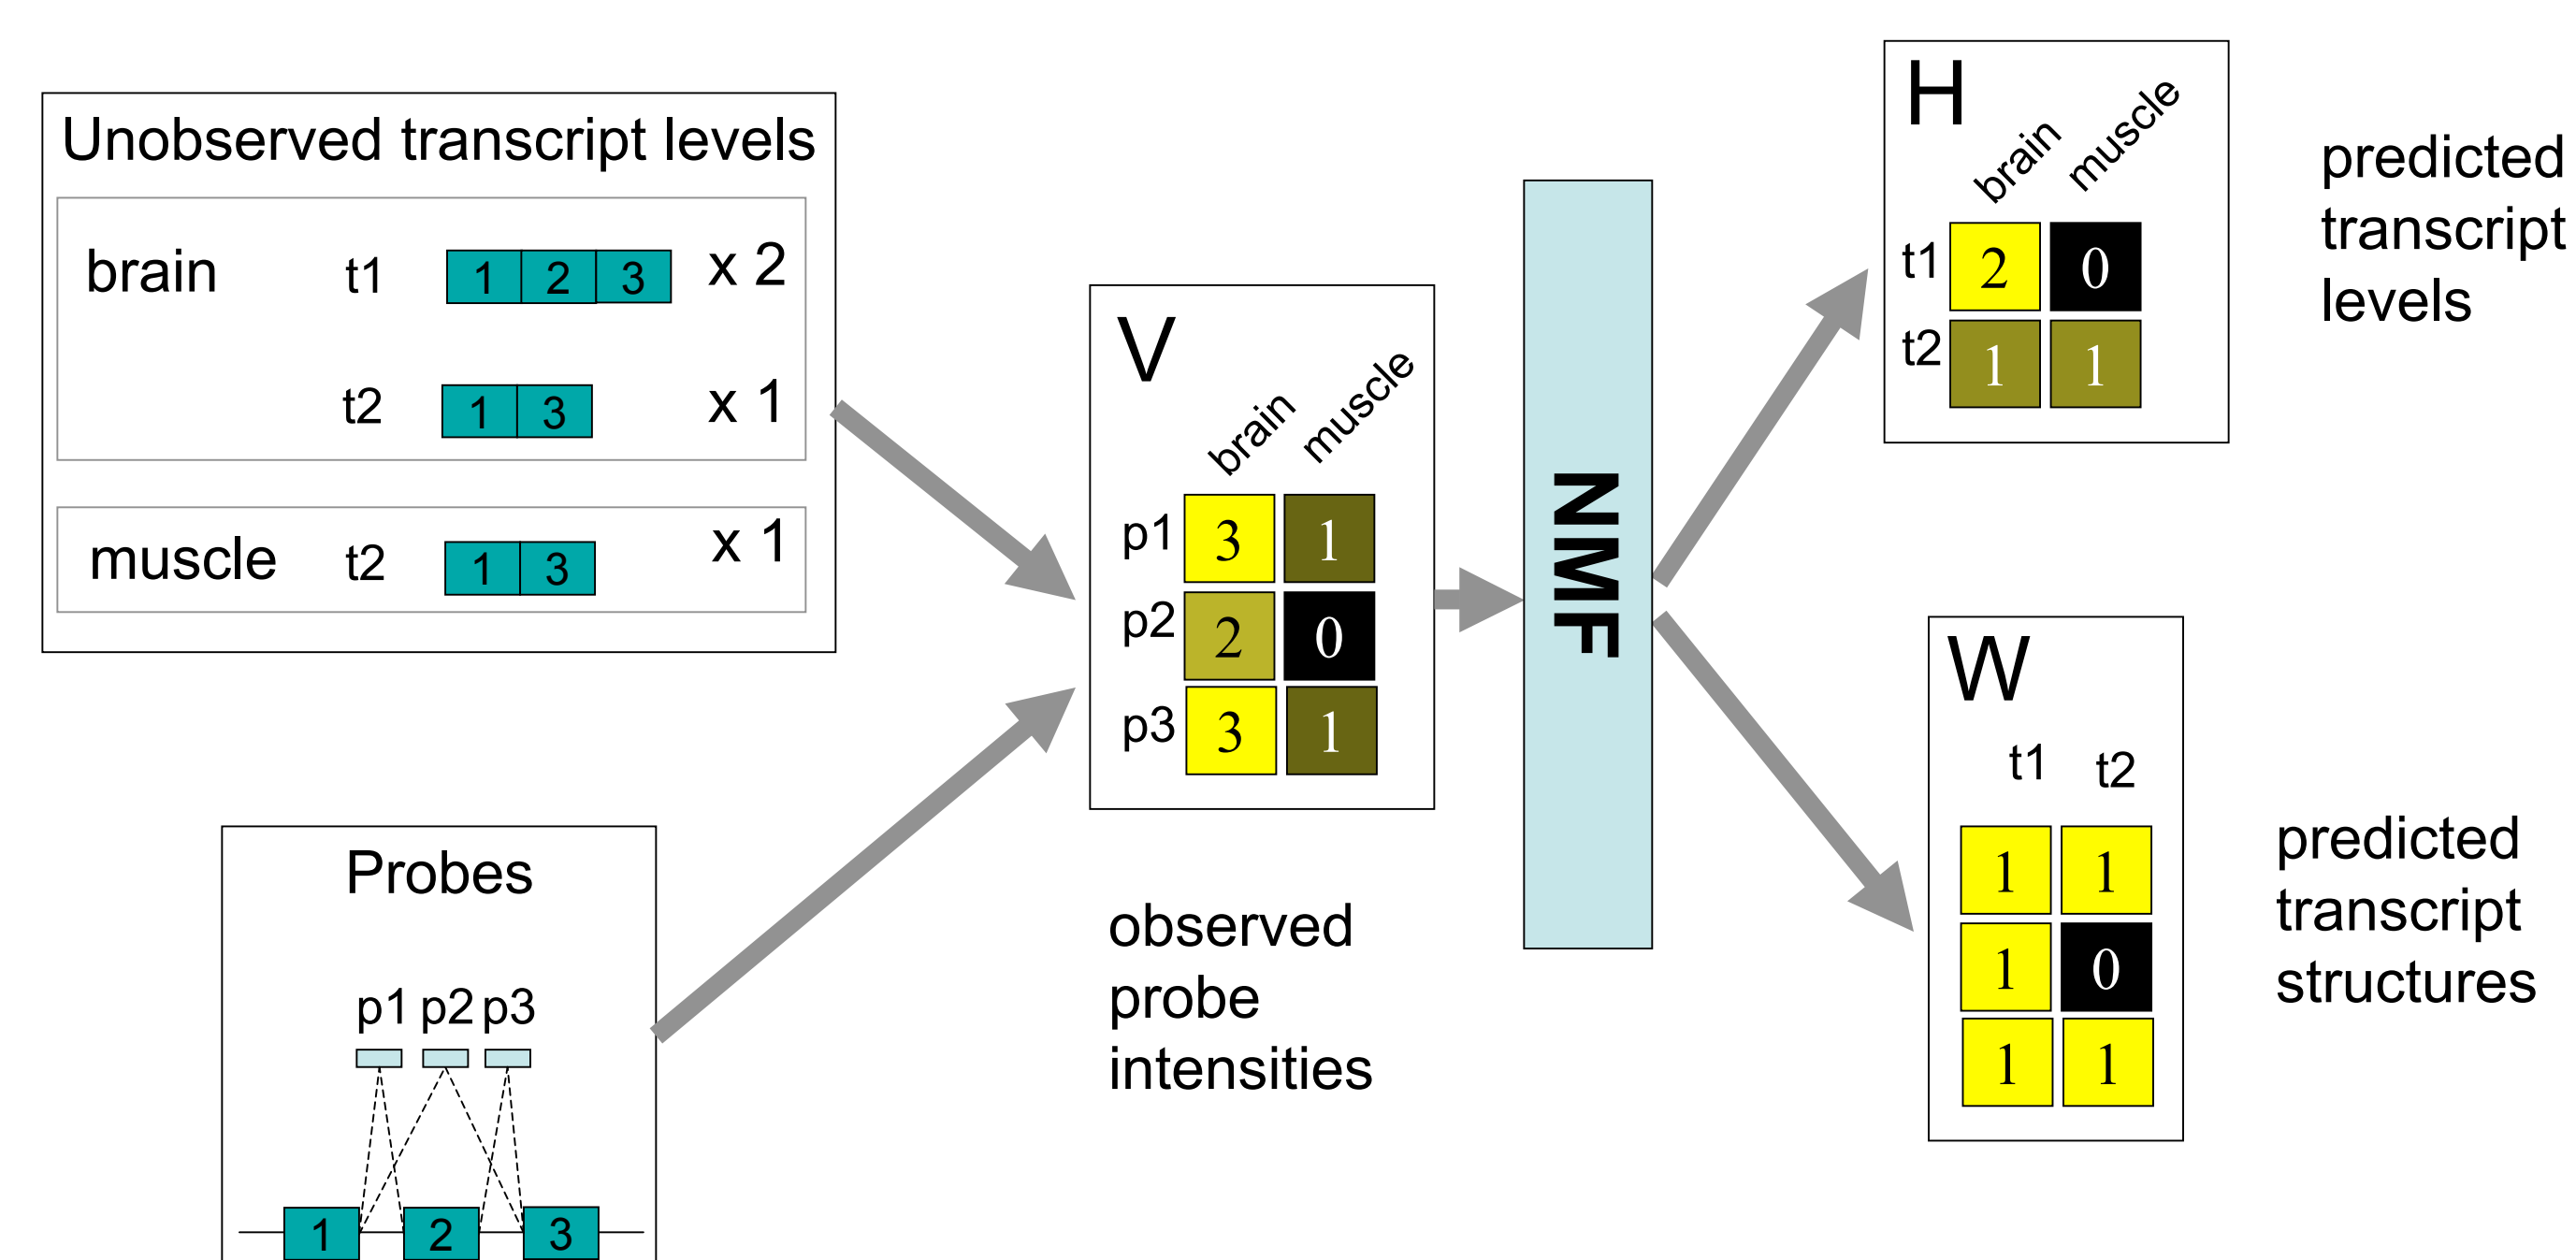 Unobserved transcript levels
brain t1 1 2 3 x 2
t2 1 3 x 1
muscle t2 1 3 x 1
Probes
p1 p2 p3
1 2 3
V
brain muscle
p1 3 1
p2 2 0
p3 3 1
observed
probe
intensities
NMF
H
brain muscle
t1 2 0
t2 1 1
predicted
transcript
levels
W
t1 t2
1 1
1 0
1 1
predicted
transcript
structures